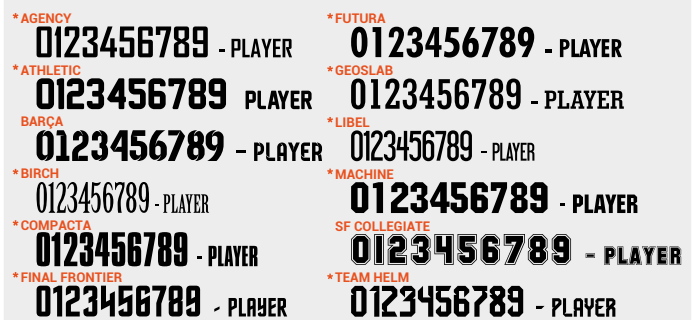 *AGENCY
0123456789 - PLAYER
*ATHLETIC
0123456789 PLAYER
BARÇA
0123456789 - PLAYER
*BIRCH
0123456789 - PLAYER
*COMPACTA
0123456789 - PLAYER
*FINAL FRONTIER
0123456789 - PLAYER
*FUTURA
0123456789 - PLAYER
*GEOSLAB
0123456789 - PLAYER
*LIBEL
0123456789 - PLAYER
*MACHINE
0123456789 - PLAYER
SF COLLEGIATE
0123456789 - PLAYER
*TEAM HELM
0123456789 - PLAYER